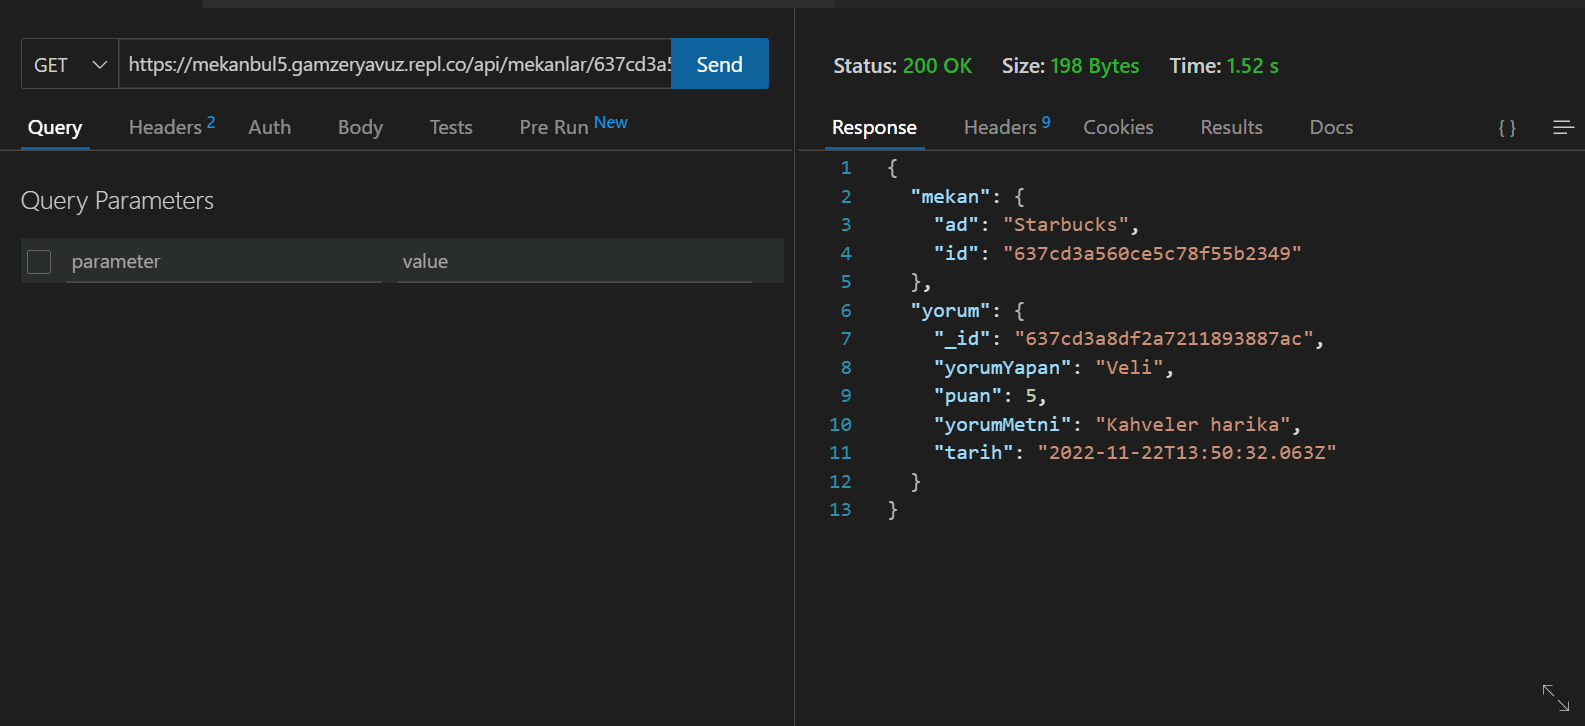 GET https://mekanbul5.gamzeryavuz.repl.co/api/mekanlar/637cd3a5 Send
Query Headers 2 Auth Body Tests Pre Run New
Query Parameters
parameter value
Status: 200 OK Size: 198 Bytes Time: 1.52 s
Response Headers 9 Cookies Results Docs { }
1 {
2 "mekan": {
3 "ad": "Starbucks",
4 "id": "637cd3a560ce5c78f55b2349"
5 },
6 "yorum": {
7 "_id": "637cd3a8df2a7211893887ac",
8 "yorumYapan": "Veli",
9 "puan": 5,
10 "yorumMetni": "Kahveler harika",
11 "tarih": "2022-11-22T13:50:32.063Z"
12 }
13 }